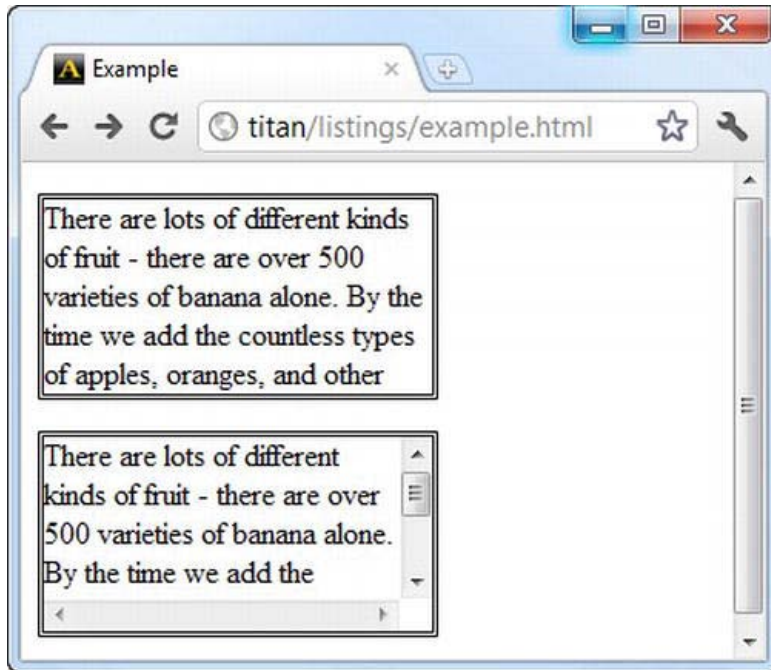 Example
titan/listings/example.html
There are lots of different kinds
of fruit - there are over 500
varieties of banana alone. By the
time we add the countless types
of apples, oranges, and other
There are lots of different
kinds of fruit - there are over
500 varieties of banana alone.
By the time we add the